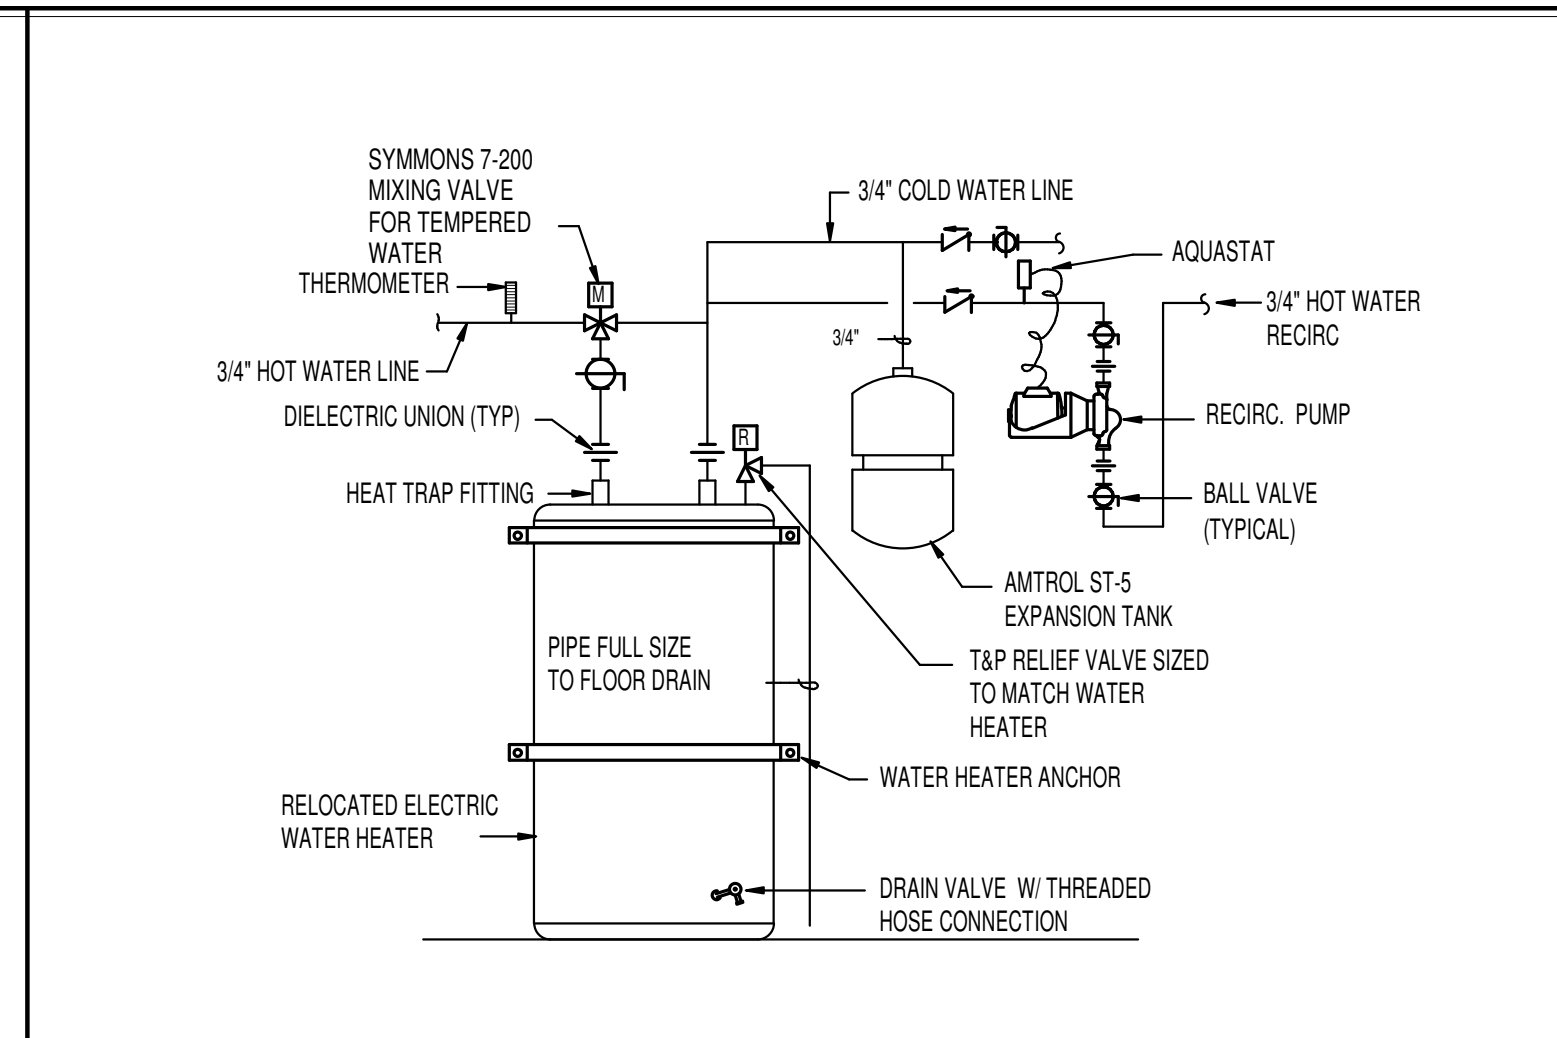 SYMMONS 7-200
MIXING VALVE
FOR TEMPERED
WATER
THERMOMETER
M
3/4" HOT WATER LINE
DIELECTRIC UNION (TYP)
HEAT TRAP FITTING
R
3/4" COLD WATER LINE
AQUASTAT
3/4" HOT WATER
RECIRC
3/4"
RECIRC. PUMP
BALL VALVE
(TYPICAL)
AMTROL ST-5
EXPANSION TANK
PIPE FULL SIZE
TO FLOOR DRAIN
T&P RELIEF VALVE SIZED
TO MATCH WATER
HEATER
WATER HEATER ANCHOR
RELOCATED ELECTRIC
WATER HEATER
DRAIN VALVE W/ THREADED
HOSE CONNECTION